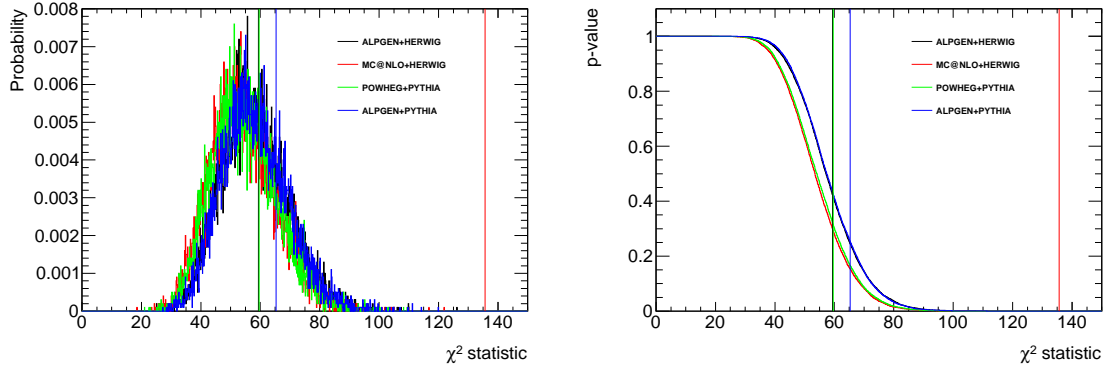 Probability
0.008
0.007
0.006
0.005
0.004
0.003
0.002
0.001
0
ALPGEN+HERWIG
MC@NLO+HERWIG
POWHEG+PYTHIA
ALPGEN+PYTHIA
0 20 40 60 80 100 120 140
χ² statistic
p-value
1
0.8
0.6
0.4
0.2
0
ALPGEN+HERWIG
MC@NLO+HERWIG
POWHEG+PYTHIA
ALPGEN+PYTHIA
0 20 40 60 80 100 120 140
χ² statistic